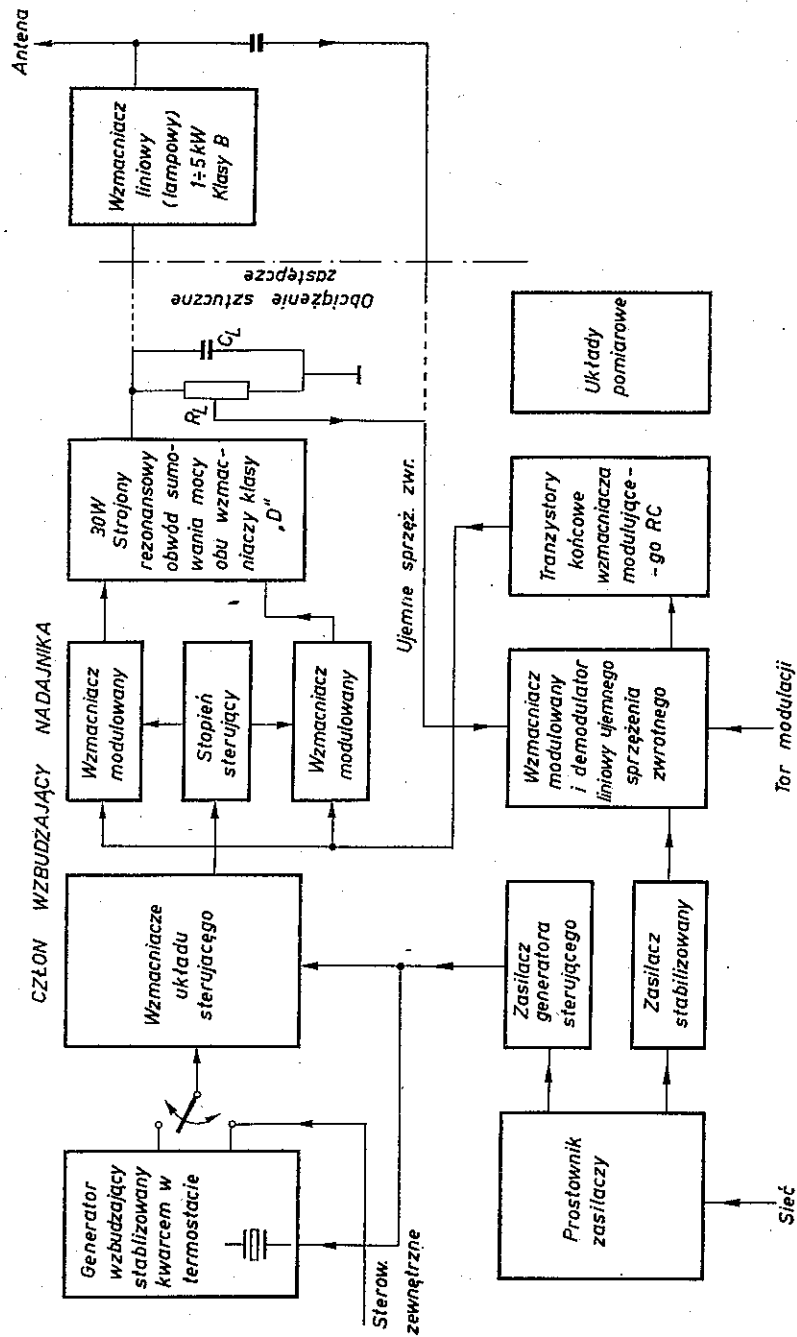 CZŁON WZBUDZAJĄCY NADAJNIKA
Generator
wzbudzający
stablizowany
kwarcem w
termostacie
Sterow.
zewnętrzne
Wzmacniacze
układu
sterujacego
Wzmacniacz
modulowany
Stopień
sterujący
Wzmacniacz
modulowany
30W
Strojony
rezonansowy
obwód sumo-
wania mocy
obu wzmac-
niaczy klasy
„D"
R_L
C_L
Obciążenie sztuczne
zastępcze
Wzmacniacz
liniowy
(lampowy)
1÷5kW
Klasy B
Antena
Ujemne sprzęż. zwr.
Prostownik
zasilaczy
Sieć
Zasilacz
generatora
sterującego
Zasilacz
stabilizowany
Wzmacniacz
modulowany
i demodulator
liniowy ujemnego
sprzężenia
zwrotnego
Tor modulacji
Tranzystory
końcowe
wzmacniacza
modulujące-
-go RC
Układy
pomiarowe